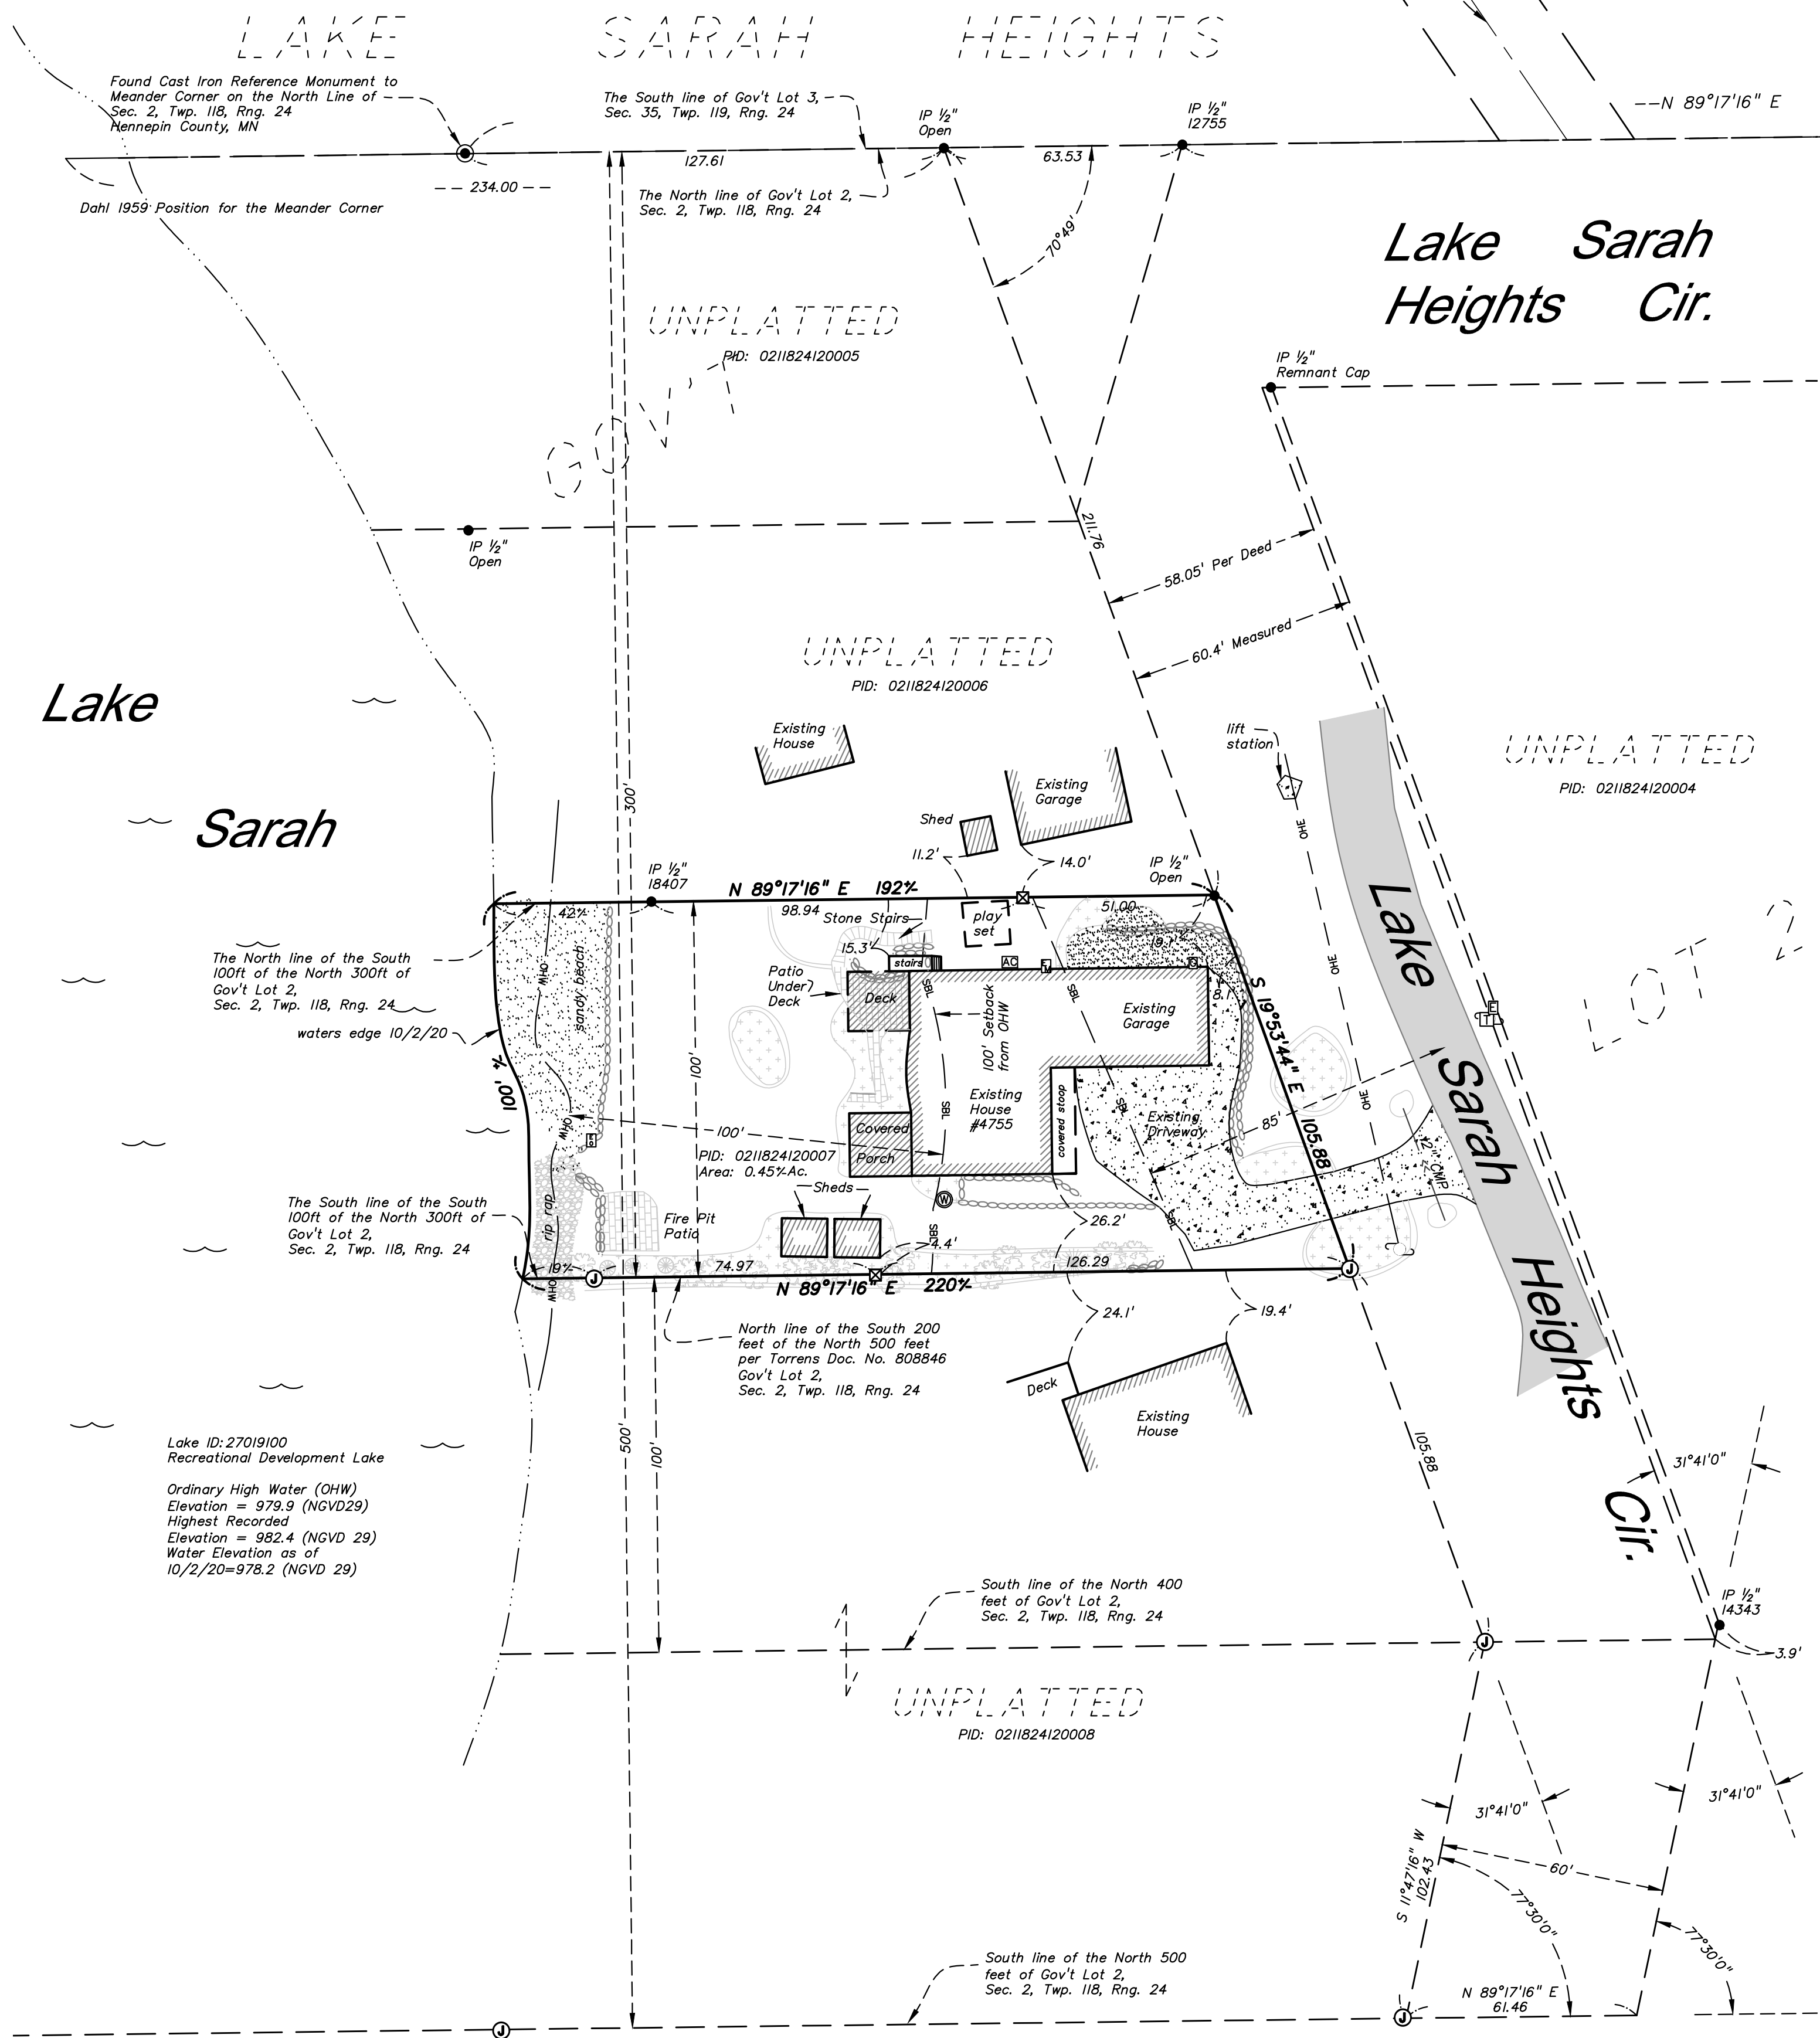 LAKE SARAH HEIGHTS
Found Cast Iron Reference Monument to
Meander Corner on the North Line of
Sec. 2, Twp. 118, Rng. 24
Hennepin County, MN
The South line of Gov't Lot 3,
Sec. 35, Twp. 119, Rng. 24
IP ½"
Open
IP ½"
12755
--N 89°17'16" E
127.61
63.53
-- 234.00 --
Dahl 1959 Position for the Meander Corner
The North line of Gov't Lot 2,
Sec. 2, Twp. 118, Rng. 24
70°49'
Lake Sarah
Heights Cir.
UNPLATTED
PID: 0211824120005
GOV'T
IP ½"
Remnant Cap
IP ½"
Open
211.76
58.05' Per Deed
60.4' Measured
UNPLATTED
PID: 0211824120006
Lake
Sarah
Existing
House
Existing
Garage
Shed
lift
station
UNPLATTED
PID: 0211824120004
300'
11.2'
14.0'
IP ½"
18407
IP ½"
Open
OHE
N 89°17'16" E 192±
42±
98.94
Stone Stairs
play
set
51.00
19.1'
15.3'
stairs
AC
E
G
The North line of the South
100ft of the North 300ft of
Gov't Lot 2,
Sec. 2, Twp. 118, Rng. 24
waters edge 10/2/20
OHW
sandy beach
Patio
Under
Deck
Deck
SBL
SBL
100' Setback
from OHW
Existing
Garage
8.1'
S 19°53'44" E 105.88
OHE
LOT 2
E
T
Lake Sarah Heights Cir.
100' ±
100'
Existing
House
#4755
covered stoop
SBL
SBL
Existing
Driveway
85'
OHE
12" CMP
OHW
100'
PID: 0211824120007
Area: 0.45±Ac.
Covered
Porch
Sheds
W
The South line of the South
100ft of the North 300ft of
Gov't Lot 2,
Sec. 2, Twp. 118, Rng. 24
rip rap
Fire Pit
Patio
SBL
4.4'
26.2'
SBL
19±
J
74.97
126.29
J
OHW
N 89°17'16" E 220±
North line of the South 200
feet of the North 500 feet
per Torrens Doc. No. 808846
Gov't Lot 2,
Sec. 2, Twp. 118, Rng. 24
24.1'
19.4'
Deck
Existing
House
500'
100'
105.88
31°41'0"
Lake ID: 27019100
Recreational Development Lake
Ordinary High Water (OHW)
Elevation = 979.9 (NGVD29)
Highest Recorded
Elevation = 982.4 (NGVD 29)
Water Elevation as of
10/2/20=978.2 (NGVD 29)
South line of the North 400
feet of Gov't Lot 2,
Sec. 2, Twp. 118, Rng. 24
IP ½"
14343
J
3.9'
1
UNPLATTED
PID: 0211824120008
31°41'0"
31°41'0"
S 11°47'16" W
102.43
60'
77°30'0"
77°30'0"
South line of the North 500
feet of Gov't Lot 2,
Sec. 2, Twp. 118, Rng. 24
N 89°17'16" E
61.46
J
J